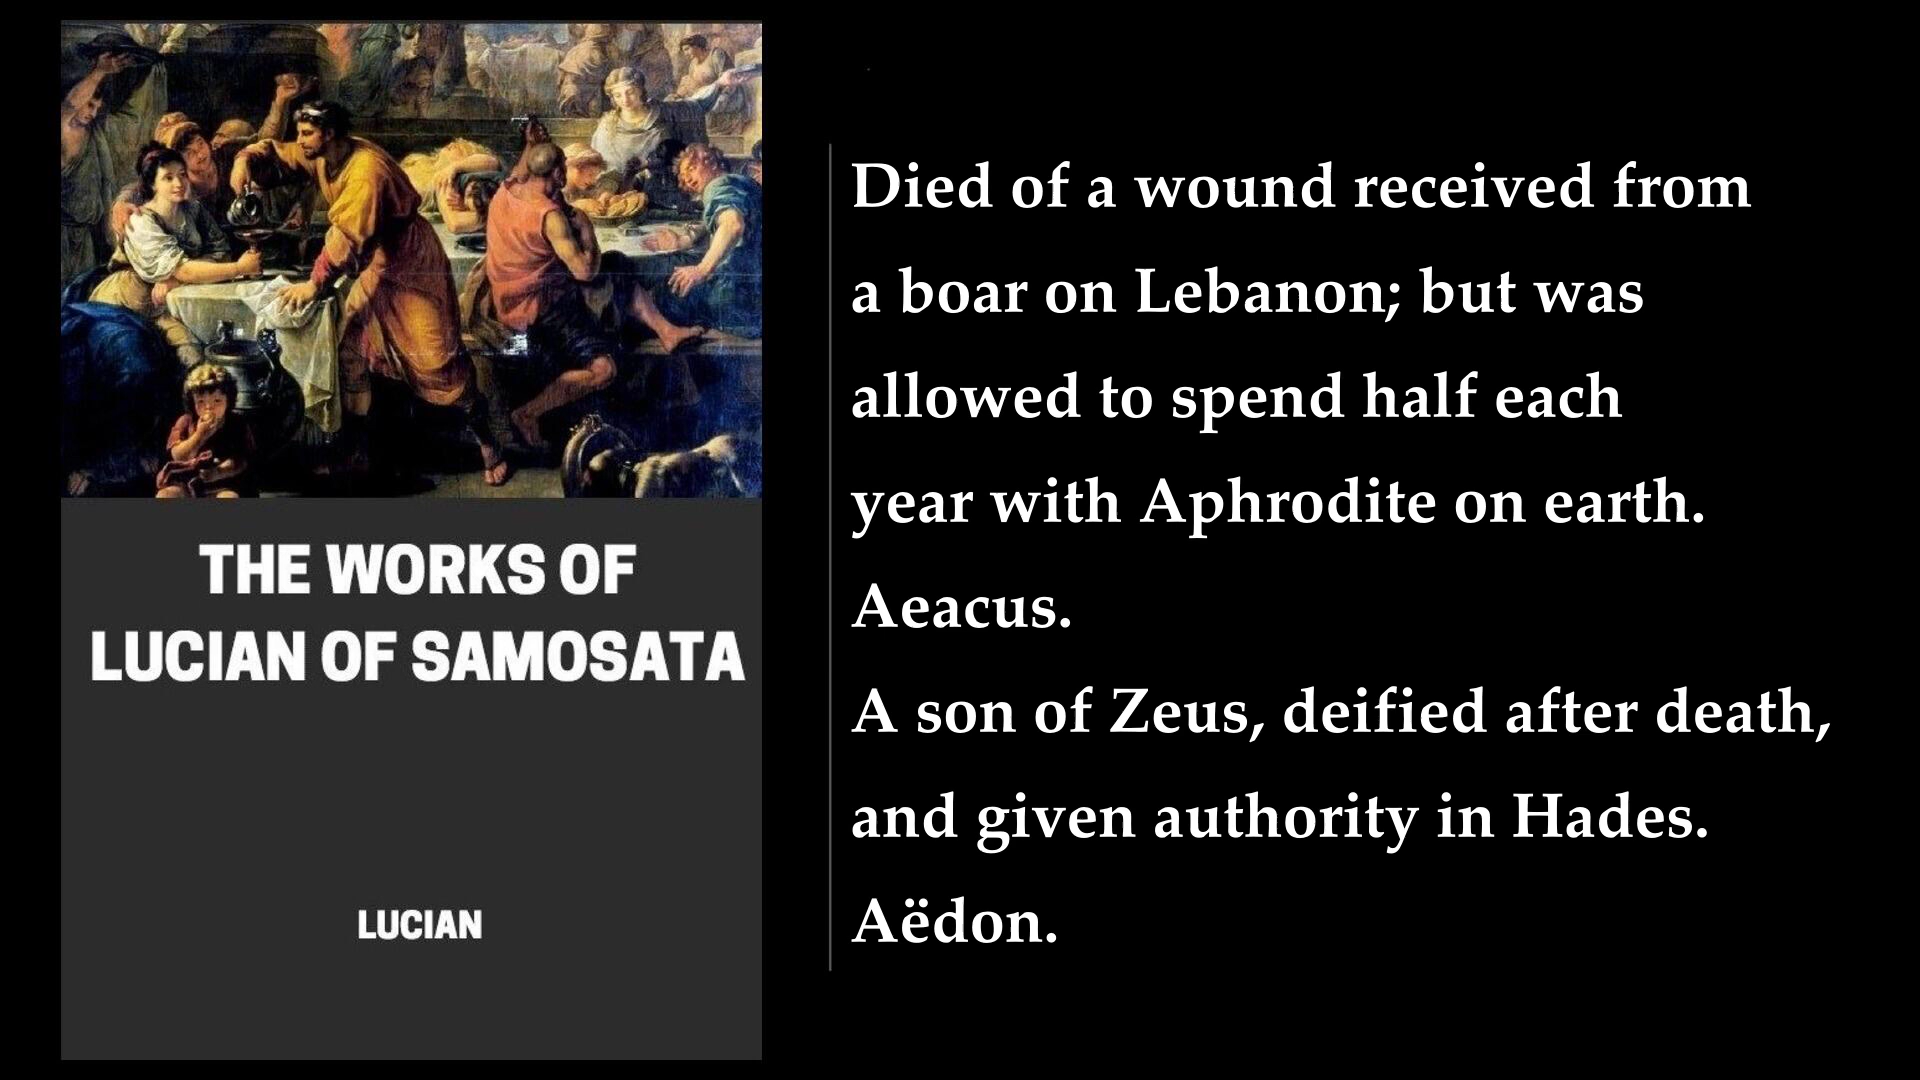 THE WORKS OF
LUCIAN OF SAMOSATA
LUCIAN
Died of a wound received from
a boar on Lebanon; but was
allowed to spend half each
year with Aphrodite on earth.
Aeacus.
A son of Zeus, deified after death,
and given authority in Hades.
Aëdon.